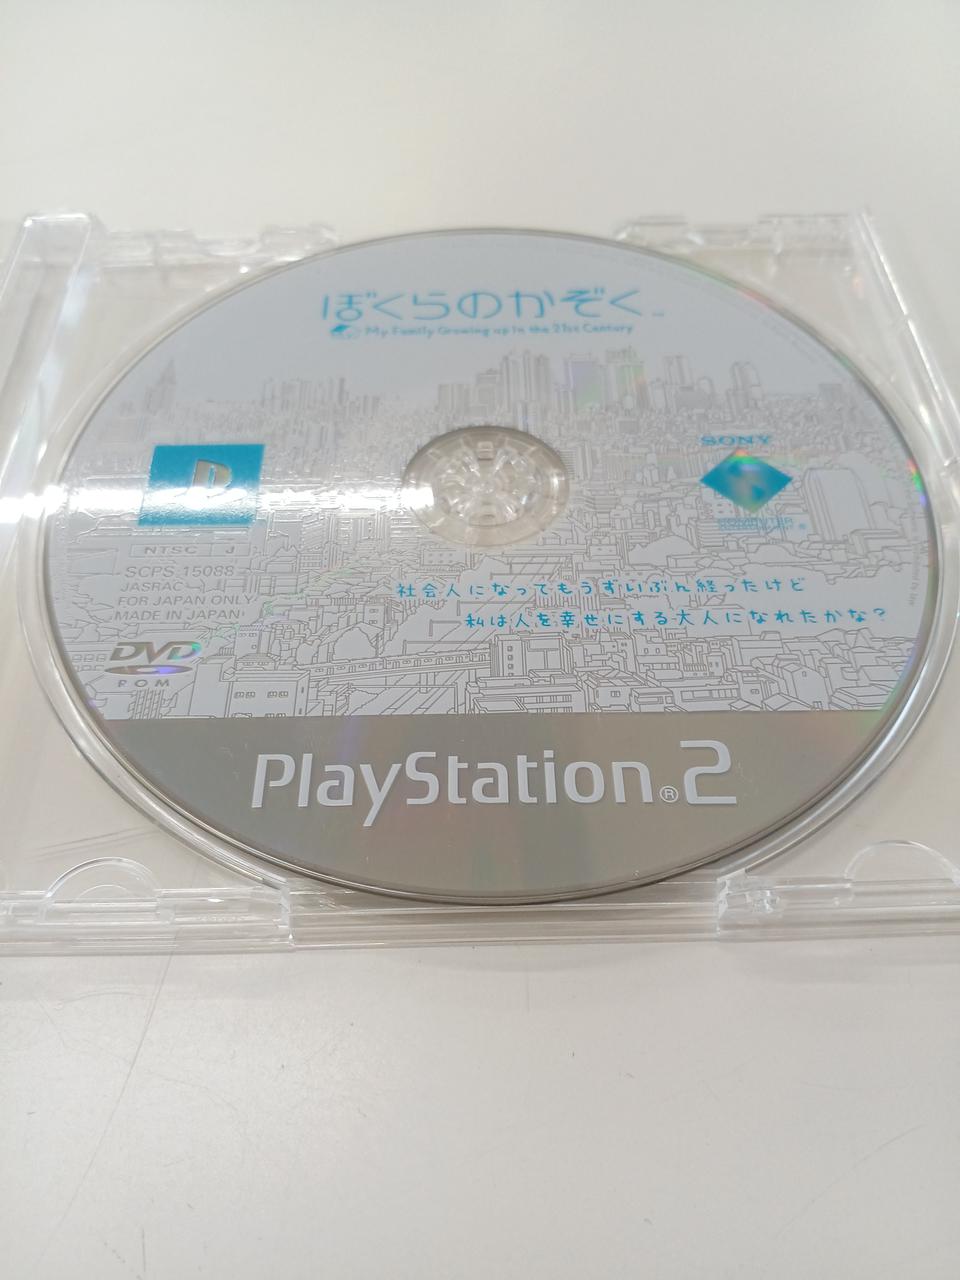 ぼくらのかぞく™
My Family Growing up in the 21st Century
SONY
COMPUTER ®
NTSC J
SCPS-15088
JASRAC
FOR JAPAN ONLY
MADE IN JAPAN
DVD
ROM
社会人になってもうずいぶん経ったけど
私は人を幸せにする大人になれたかな?
PlayStation®2